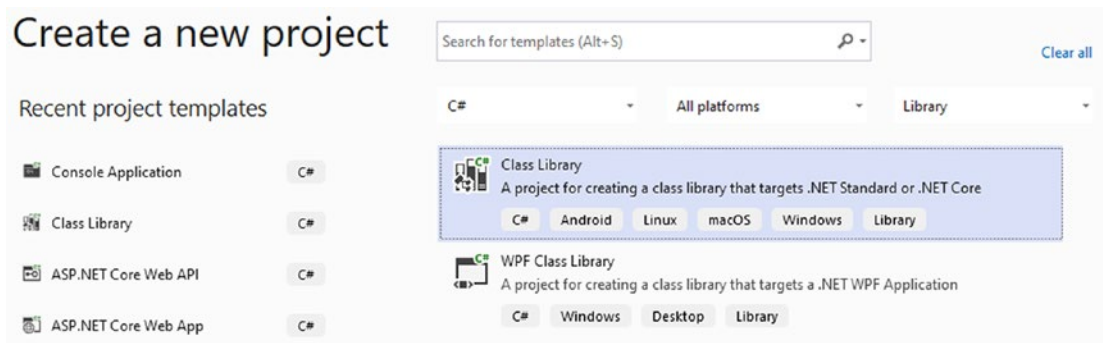 Create a new project
Search for templates (Alt+S)
Clear all
Recent project templates
C#
All platforms
Library
Console Application
C#
Class Library
C#
ASP.NET Core Web API
C#
ASP.NET Core Web App
C#
C#
Class Library
A project for creating a class library that targets .NET Standard or .NET Core
C#
Android
Linux
macOS
Windows
Library
C#
WPF Class Library
A project for creating a class library that targets a .NET WPF Application
C#
Windows
Desktop
Library